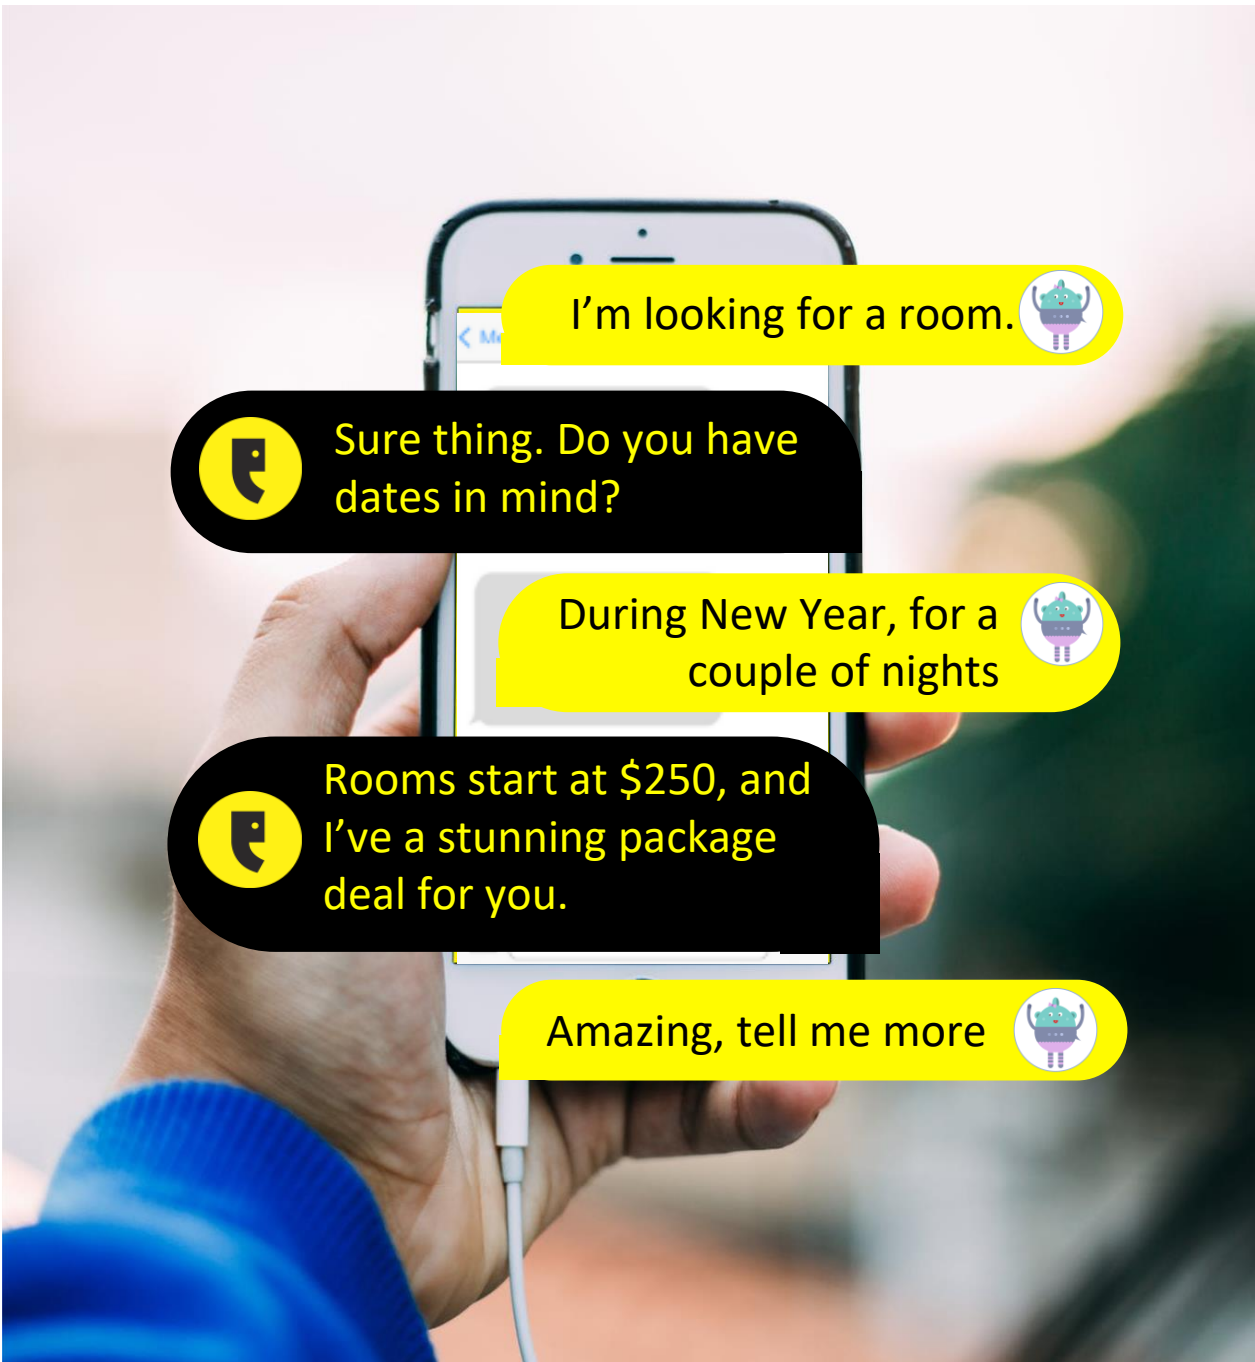 I’m looking for a room.
Sure thing. Do you have
dates in mind?
During New Year, for a
couple of nights
Rooms start at $250, and
I’ve a stunning package
deal for you.
Amazing, tell me more